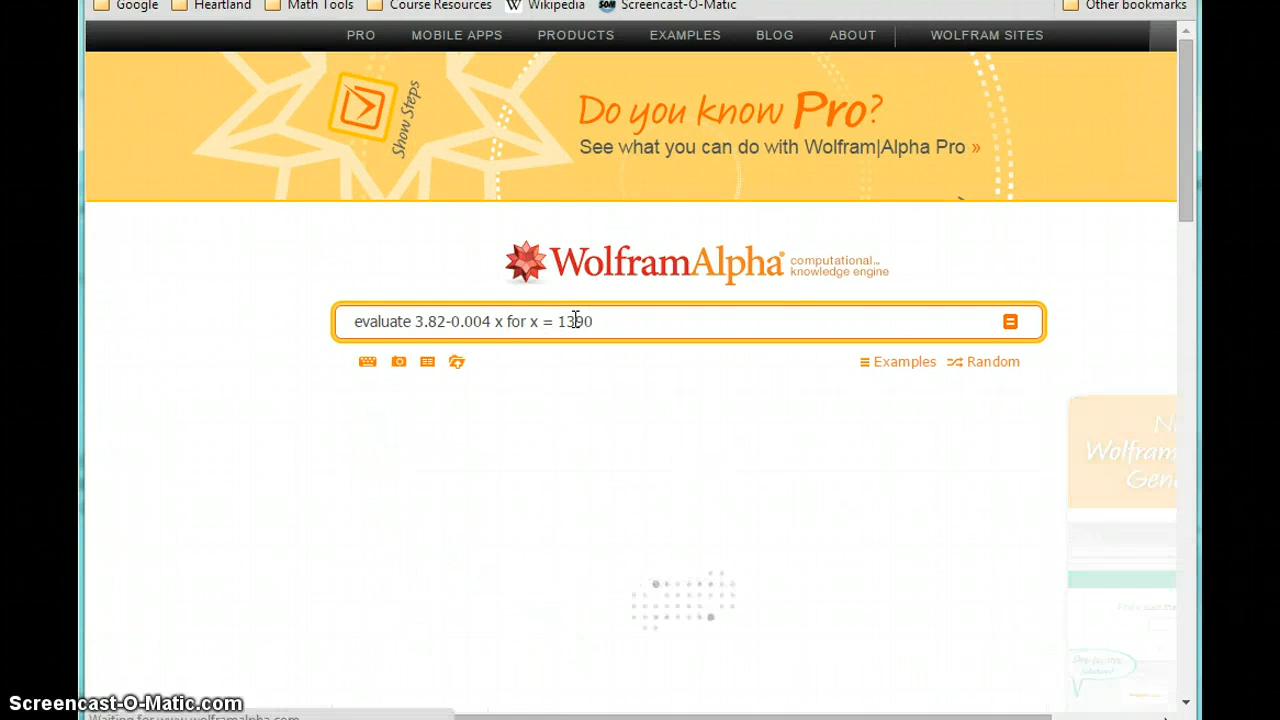 Google Heartland Math Tools Course Resources W Wikipedia SOM Screencast-O-Matic Other bookmarks
PRO MOBILE APPS PRODUCTS EXAMPLES BLOG ABOUT WOLFRAM SITES
Show Steps
Do you know Pro?
See what you can do with Wolfram|Alpha Pro »
WolframAlpha computational...
knowledge engine
evaluate 3.82-0.004 x for x = 1390
Examples Random
Wolfram
Screencast-O-Matic.com
Waiting for www.wolframalpha.com